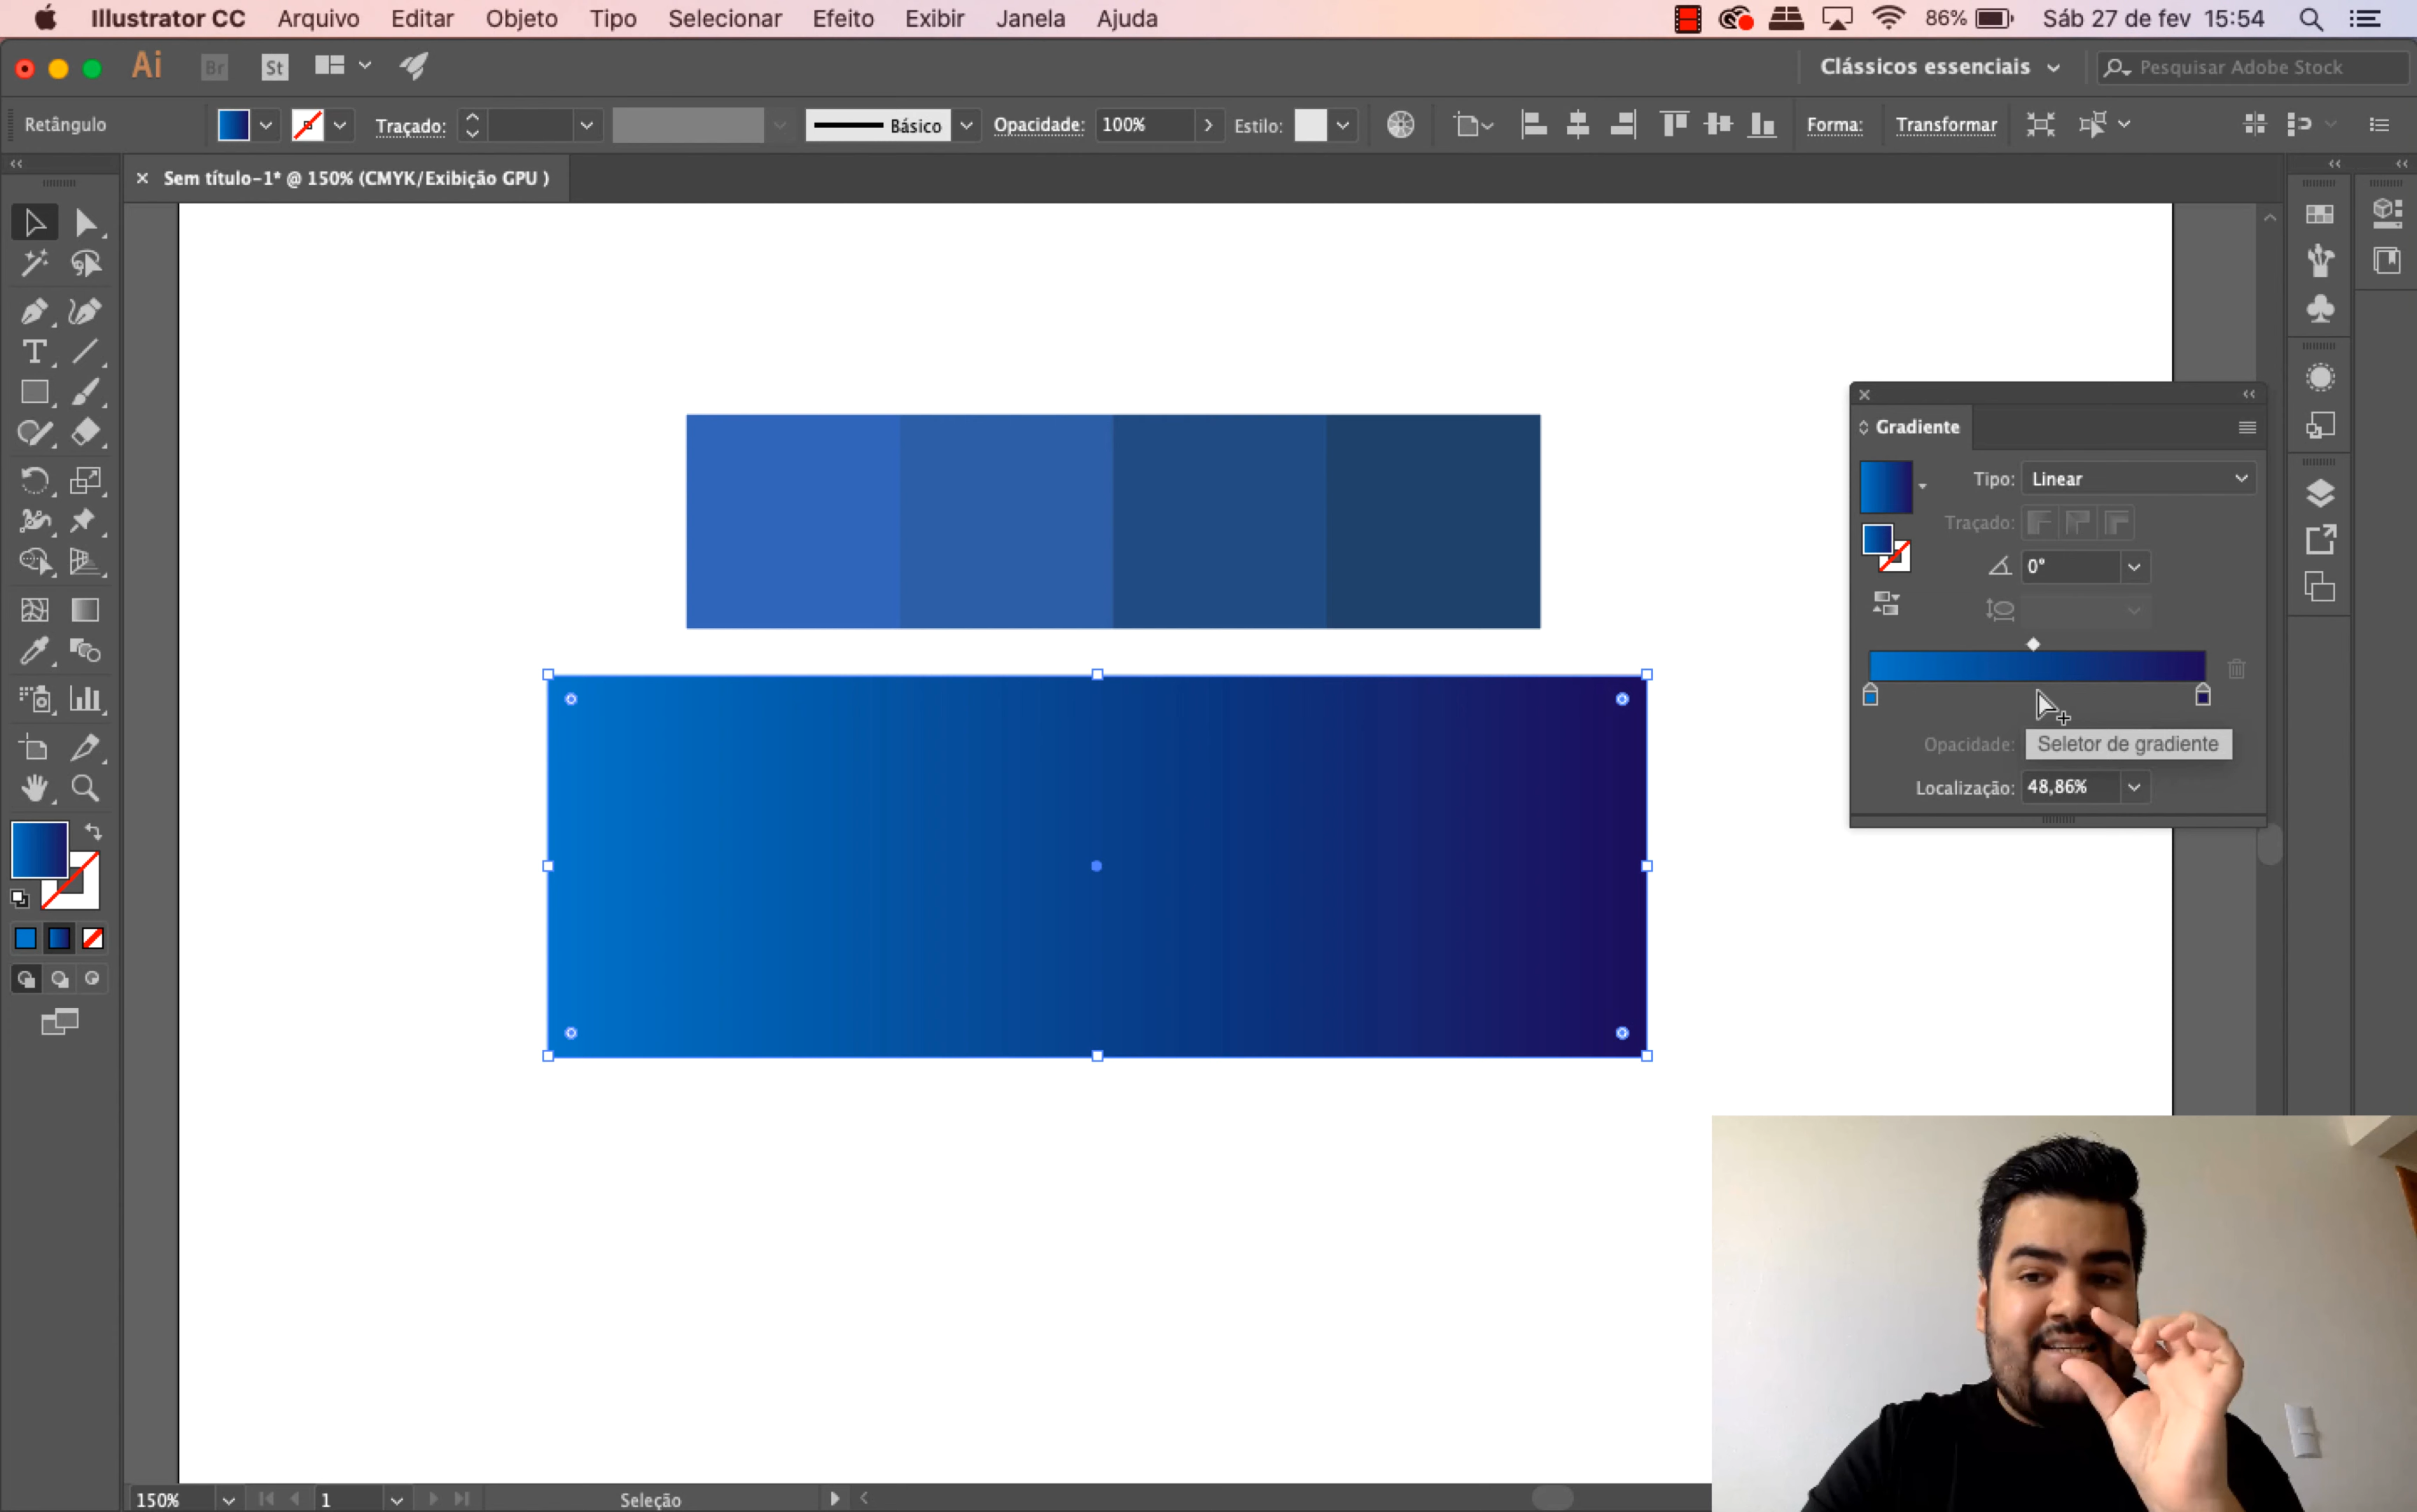 Illustrator CC Arquivo Editar Objeto Tipo Selecionar Efeito Exibir Janela Ajuda 86% Sáb 27 de fev 15:54
Ai Br St Clássicos essenciais Pesquisar Adobe Stock
Retângulo Traçado: Básico Opacidade: 100% Estilo: Forma: Transformar
Sem título-1* @ 150% (CMYK/Exibição GPU )
Gradiente
Tipo: Linear
Traçado:
0°
Opacidade: Seletor de gradiente
Localização: 48,86%
150% 1 Seleção